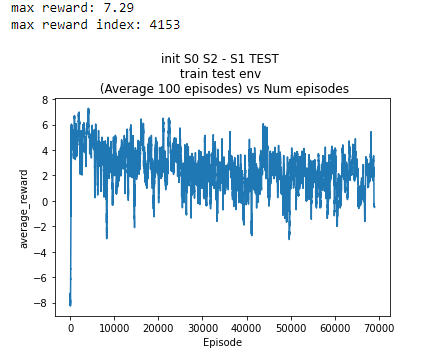 max reward: 7.29
max reward index: 4153
init S0 S2 - S1 TEST
train test env
(Average 100 episodes) vs Num episodes
8
6
4
2
0
−2
−4
−6
−8
average_reward
0 10000 20000 30000 40000 50000 60000 70000
Episode